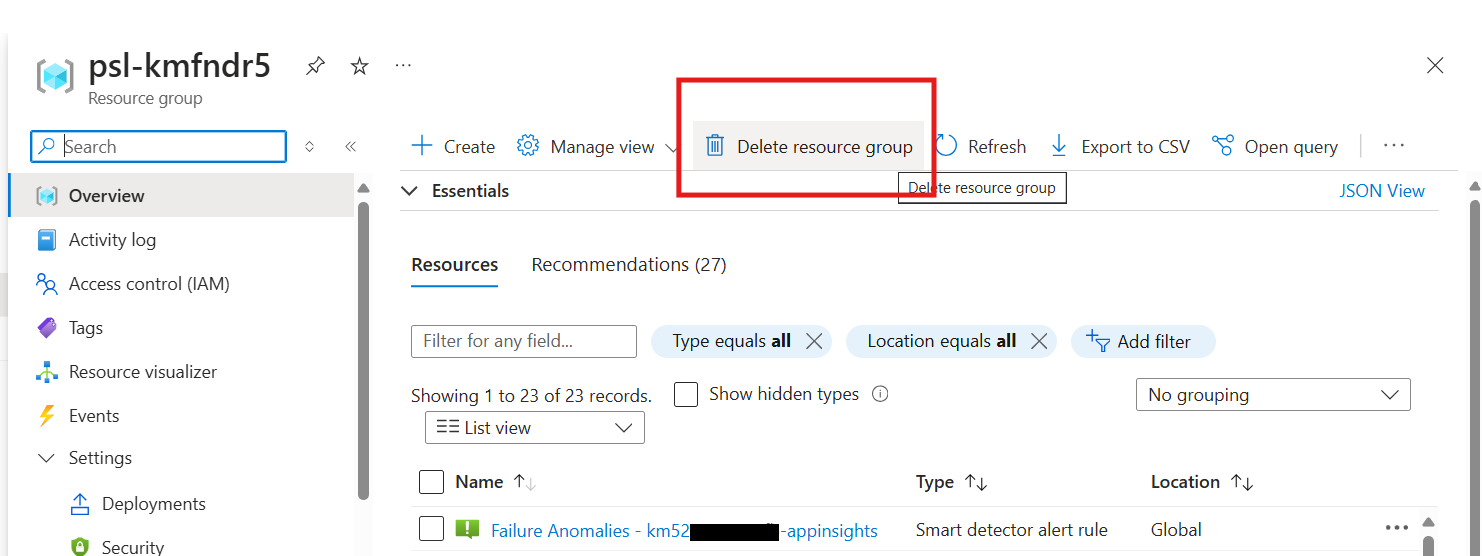 psl-kmfndr5
Resource group
Search
Create
Manage view
Delete resource group
Refresh
Export to CSV
Open query
Delete resource group
Overview
Activity log
Access control (IAM)
Tags
Resource visualizer
Events
Settings
Deployments
Security
Essentials
JSON View
Resources
Recommendations (27)
Filter for any field...
Type equals all
Location equals all
Add filter
Showing 1 to 23 of 23 records.
Show hidden types
No grouping
List view
Name
Type
Location
Failure Anomalies - km52 -appinsights
Smart detector alert rule
Global